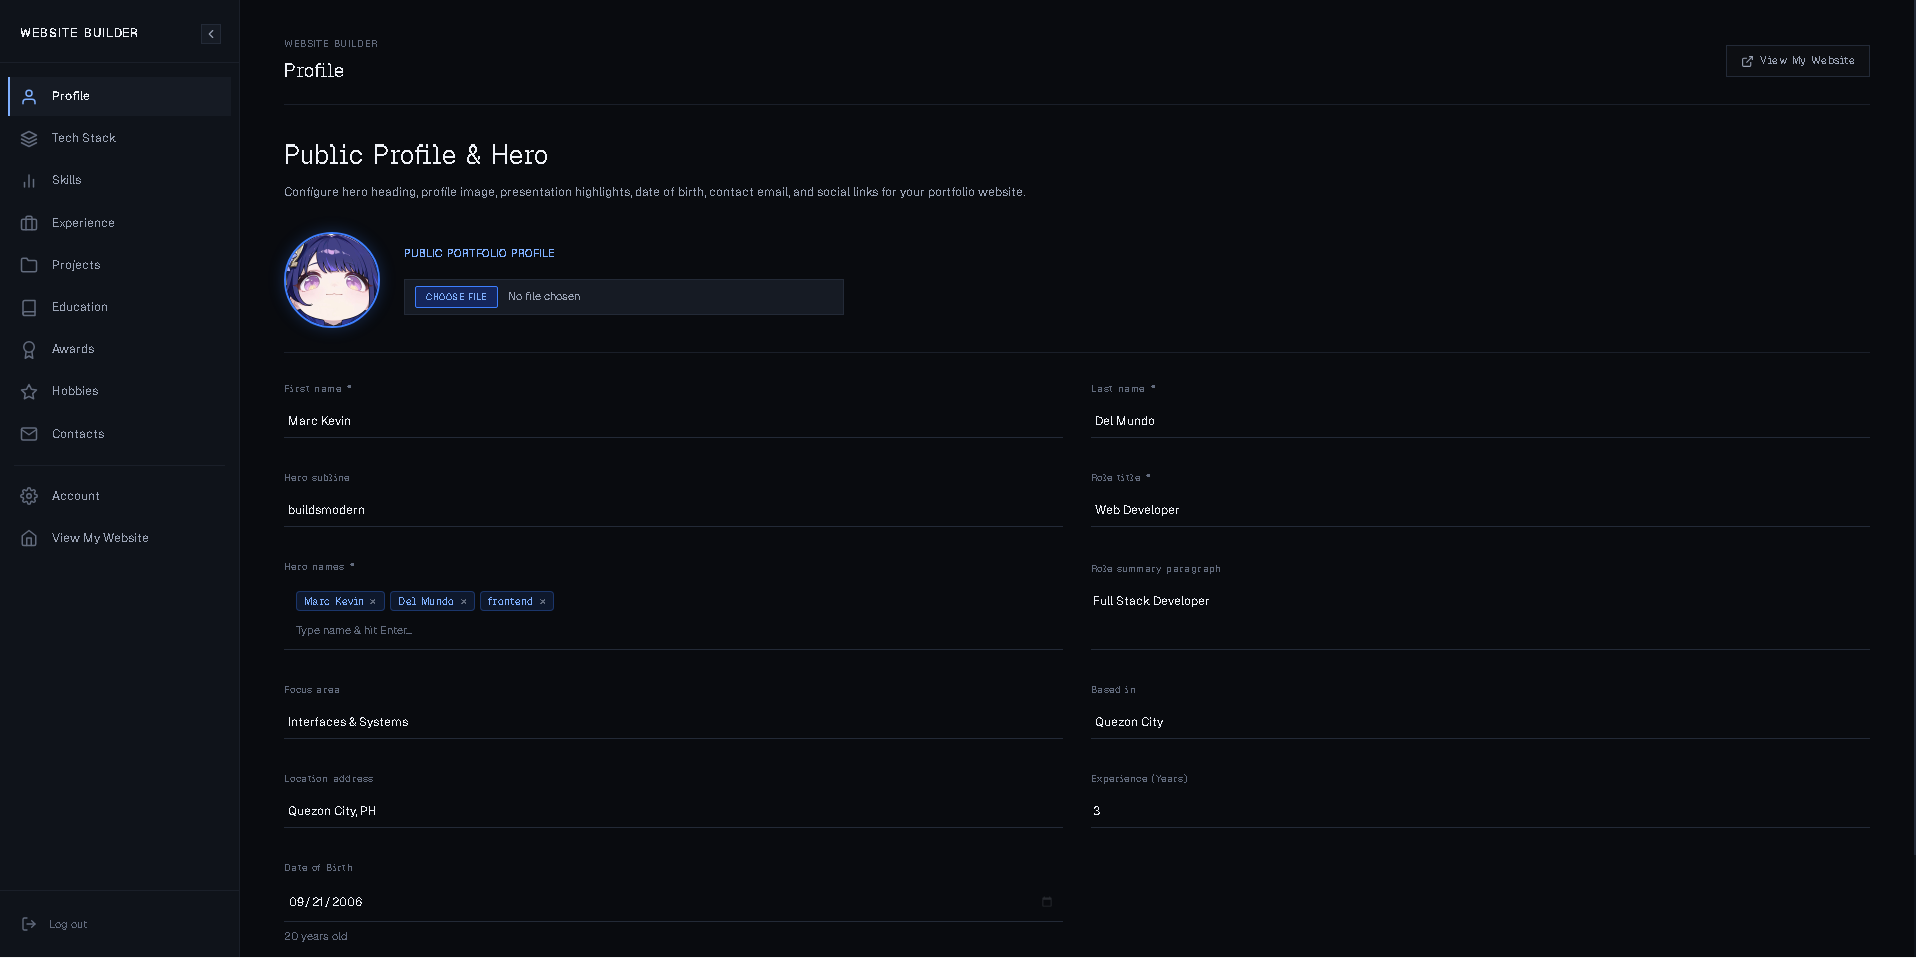 WEBSITE BUILDER
Profile
Tech Stack
Skills
Experience
Projects
Education
Awards
Hobbies
Contacts
Account
View My Website
Log out
WEBSITE BUILDER
Profile
View My Website
Public Profile & Hero
Configure hero heading, profile image, presentation highlights, date of birth, contact email, and social links for your portfolio website.
PUBLIC PORTFOLIO PROFILE
CHOOSE FILE No file chosen
First name *
Marc Kevin
Last name *
Del Mundo
Hero subline
buildsmodern
Role title *
Web Developer
Hero names *
Marc Kevin × Del Mundo × frontend ×
Type name & hit Enter...
Role summary paragraph
Full Stack Developer
Focus area
Interfaces & Systems
Based in
Quezon City
Location address
Quezon City, PH
Experience (Years)
3
Date of Birth
09/21/2006
20 years old